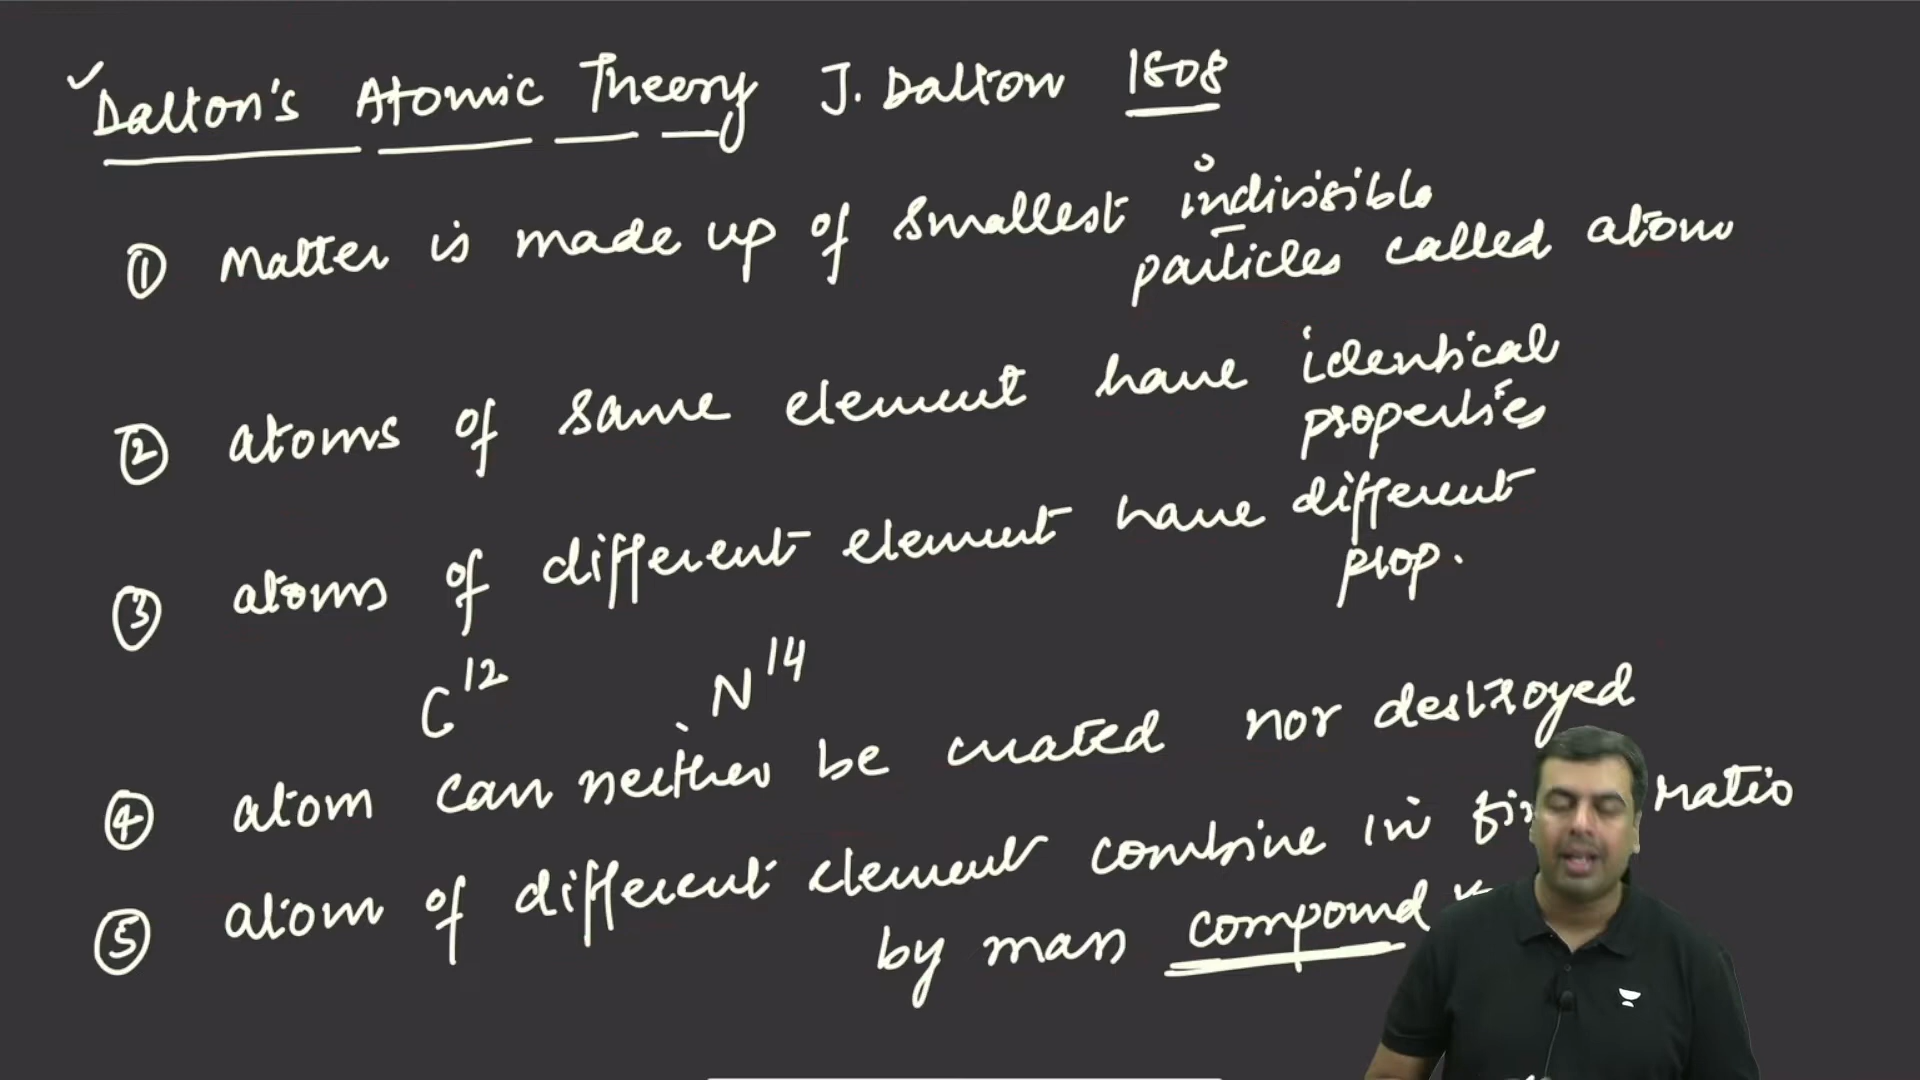 Dalton's Atomic Theory J. Dalton 1808
① Matter is made up of smallest indivisible
particles called atom
② atoms of same element have identical
properties
③ atoms of different element have different
prop.
C¹² N¹⁴
④ atom can neither be created nor destroyed
⑤ atom of different element combine in ratio
by mass compound